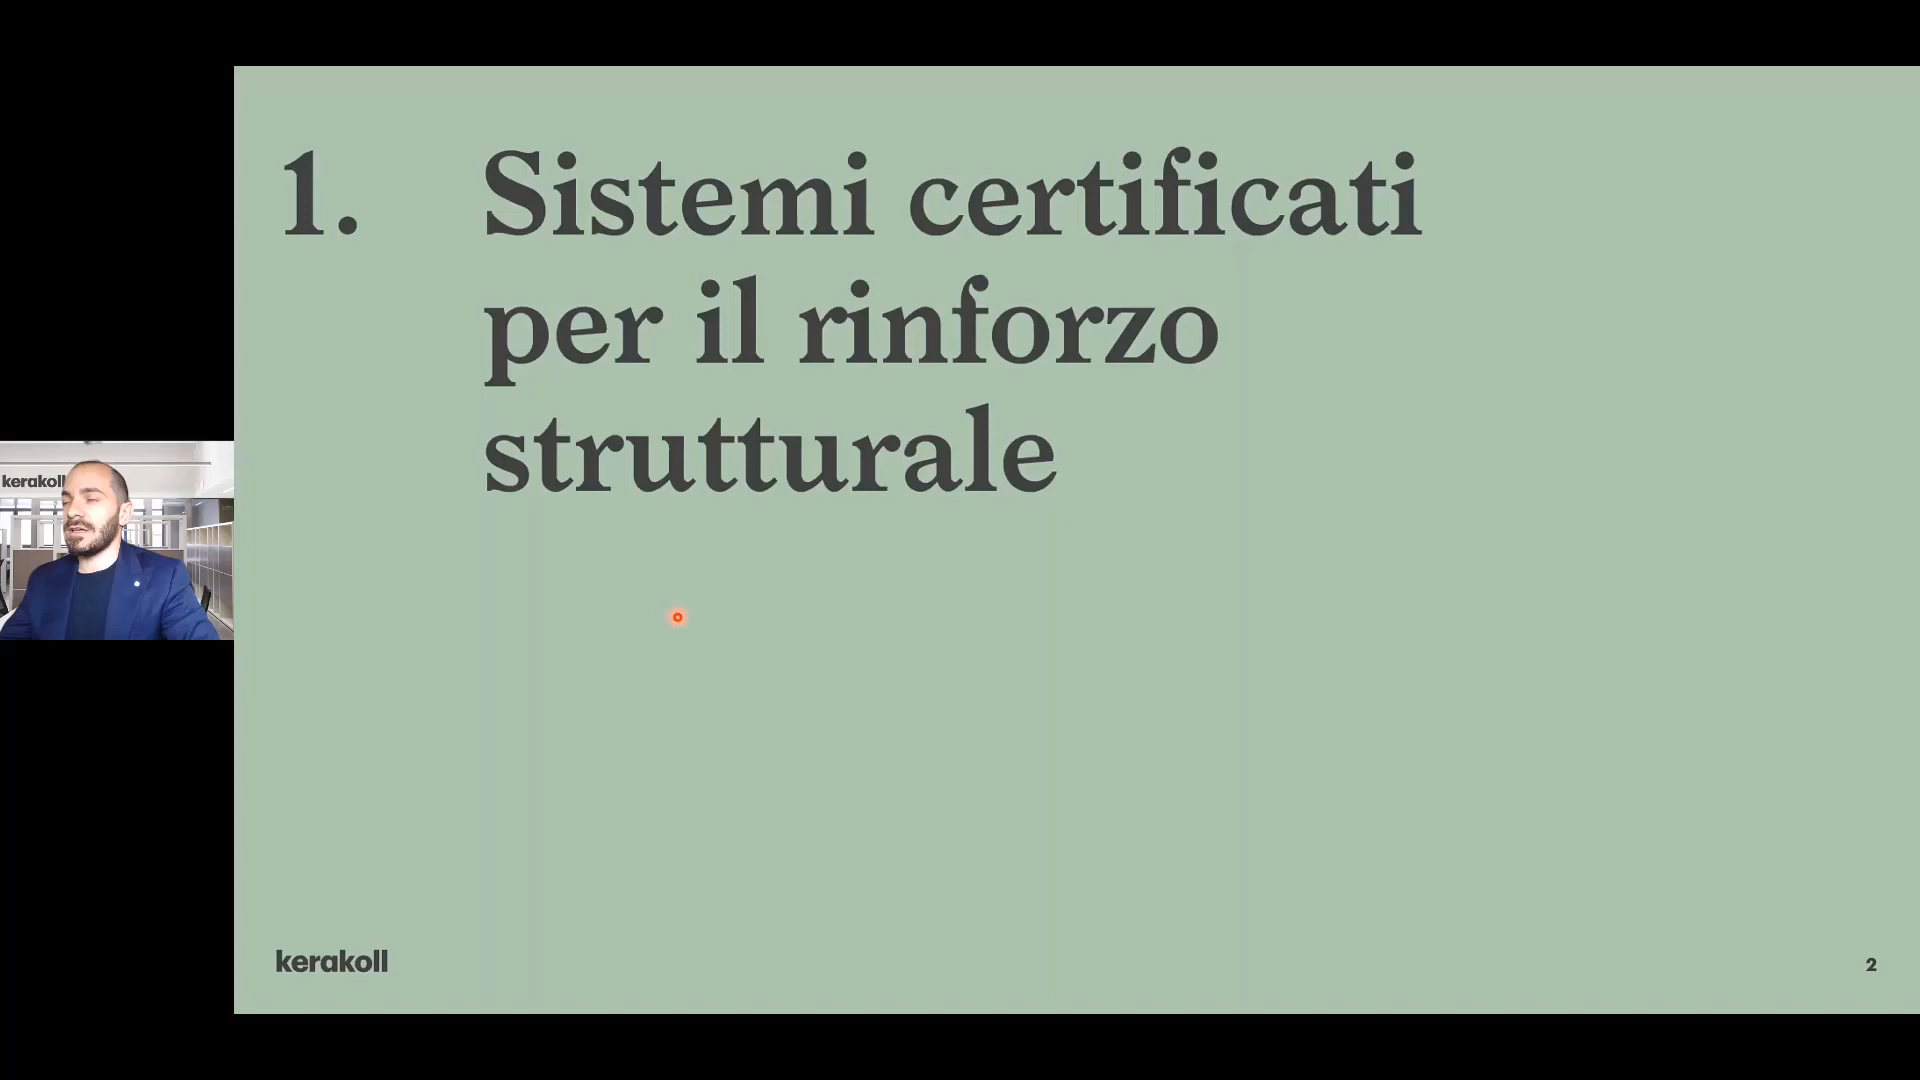 1. Sistemi certificati
per il rinforzo
strutturale
kerakoll
kerakoll
2